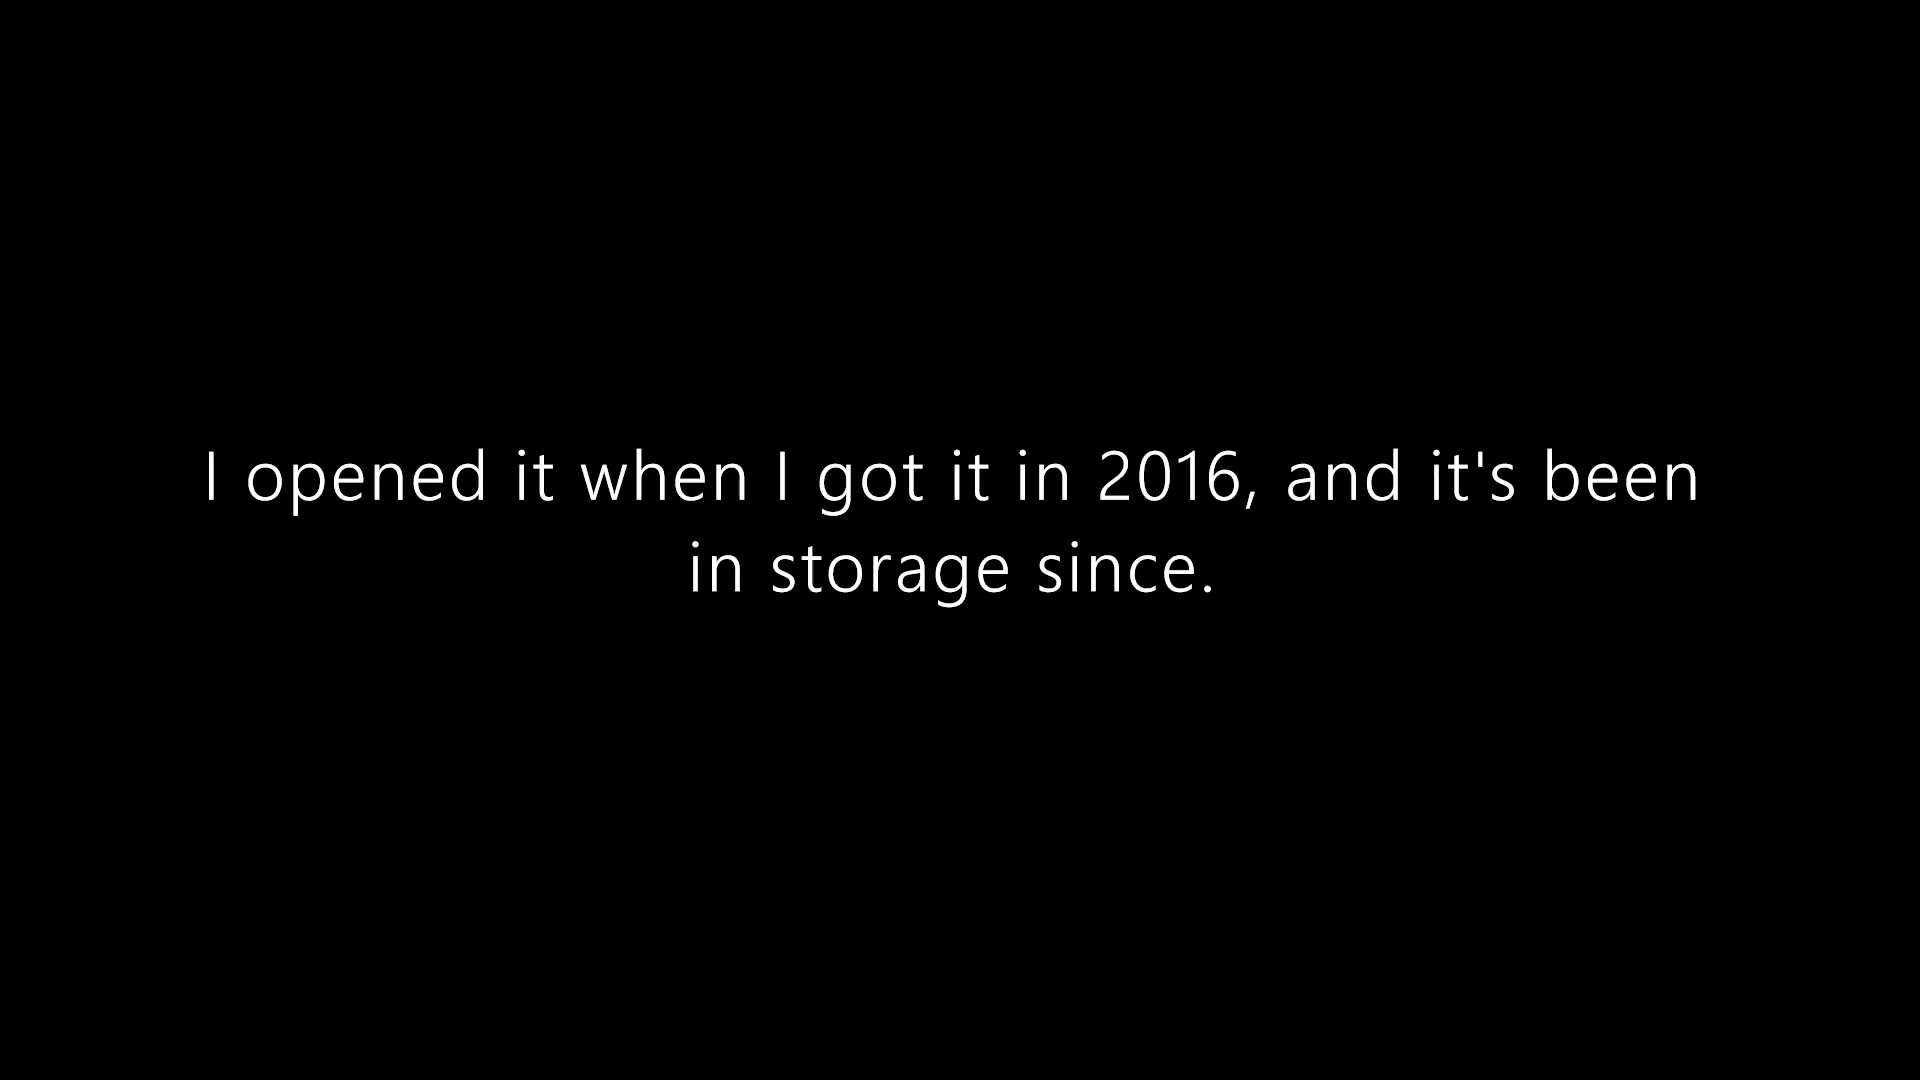 I opened it when I got it in 2016, and it's been
in storage since.